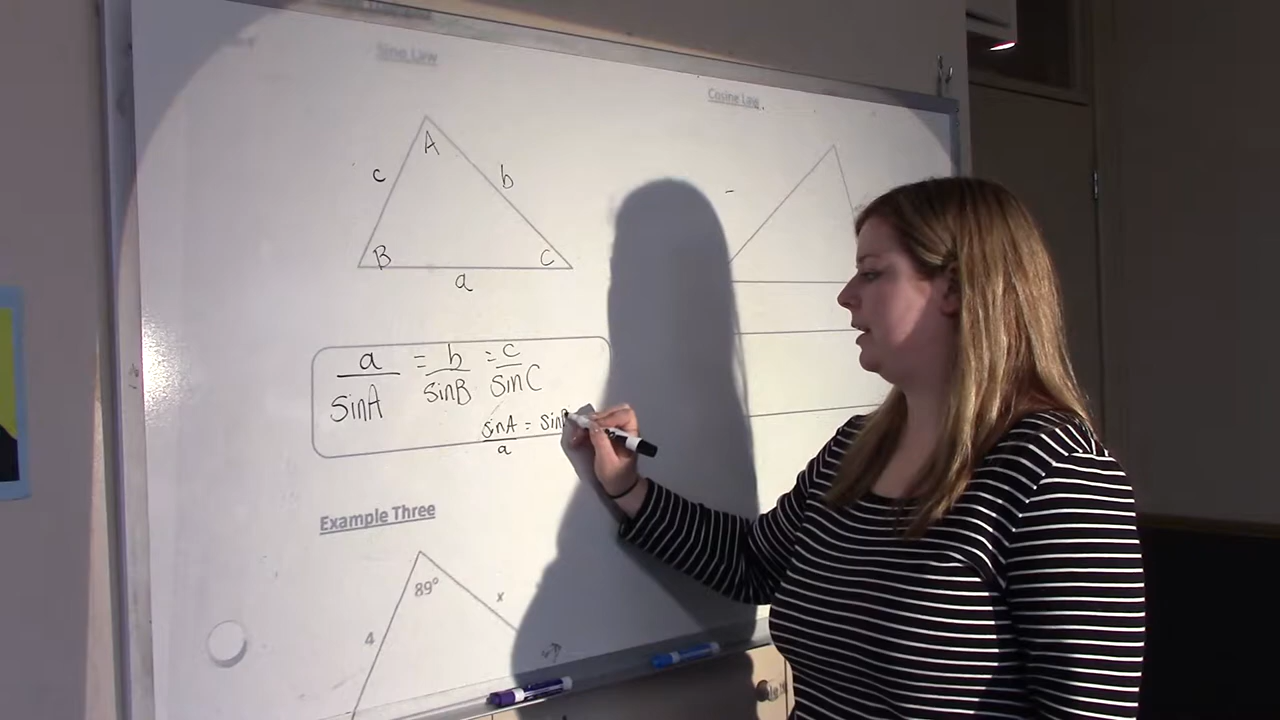 Sine Law
Cosine Law
A
c
b
B
C
a
a = b = c
sinA sinB sinC
sinA = sinB
a
Example Three
89°
x
4